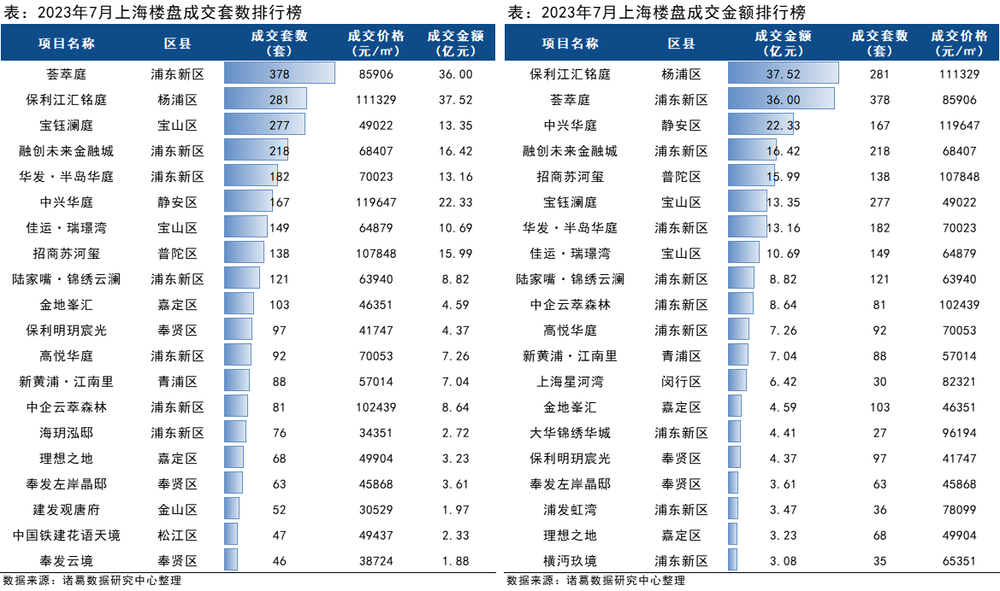 表：2023年7月上海楼盘成交套数排行榜
项目名称 区县 成交套数（套） 成交价格（元/㎡） 成交金额（亿元）
荟萃庭 浦东新区 378 85906 36.00
保利江汇铭庭 杨浦区 281 111329 37.52
宝钰澜庭 宝山区 277 49022 13.35
融创未来金融城 浦东新区 218 68407 16.42
华发·半岛华庭 浦东新区 182 70023 13.16
中兴华庭 静安区 167 119647 22.33
佳运·瑞璟湾 宝山区 149 64879 10.69
招商苏河玺 普陀区 138 107848 15.99
陆家嘴·锦绣云澜 浦东新区 121 63940 8.82
金地峯汇 嘉定区 103 46351 4.59
保利明玥宸光 奉贤区 97 41747 4.37
高悦华庭 浦东新区 92 70053 7.26
新黄浦·江南里 青浦区 88 57014 7.04
中企云萃森林 浦东新区 81 102439 8.64
海玥泓邸 浦东新区 76 34351 2.72
理想之地 嘉定区 68 49904 3.23
奉发左岸晶邸 奉贤区 63 45868 3.61
建发观唐府 金山区 52 30529 1.97
中国铁建花语天境 松江区 47 49437 2.33
奉发云境 奉贤区 46 38724 1.88
数据来源：诸葛数据研究中心整理
表：2023年7月上海楼盘成交金额排行榜
项目名称 区县 成交金额（亿元） 成交套数（套） 成交价格（元/㎡）
保利江汇铭庭 杨浦区 37.52 281 111329
荟萃庭 浦东新区 36.00 378 85906
中兴华庭 静安区 22.33 167 119647
融创未来金融城 浦东新区 16.42 218 68407
招商苏河玺 普陀区 15.99 138 107848
宝钰澜庭 宝山区 13.35 277 49022
华发·半岛华庭 浦东新区 13.16 182 70023
佳运·瑞璟湾 宝山区 10.69 149 64879
陆家嘴·锦绣云澜 浦东新区 8.82 121 63940
中企云萃森林 浦东新区 8.64 81 102439
高悦华庭 浦东新区 7.26 92 70053
新黄浦·江南里 青浦区 7.04 88 57014
上海星河湾 闵行区 6.42 30 82321
金地峯汇 嘉定区 4.59 103 46351
大华锦绣华城 浦东新区 4.41 27 96194
保利明玥宸光 奉贤区 4.37 97 41747
奉发左岸晶邸 奉贤区 3.61 63 45868
浦发虹湾 浦东新区 3.47 36 78099
理想之地 嘉定区 3.23 68 49904
横沔玖境 浦东新区 3.08 35 65351
数据来源：诸葛数据研究中心整理